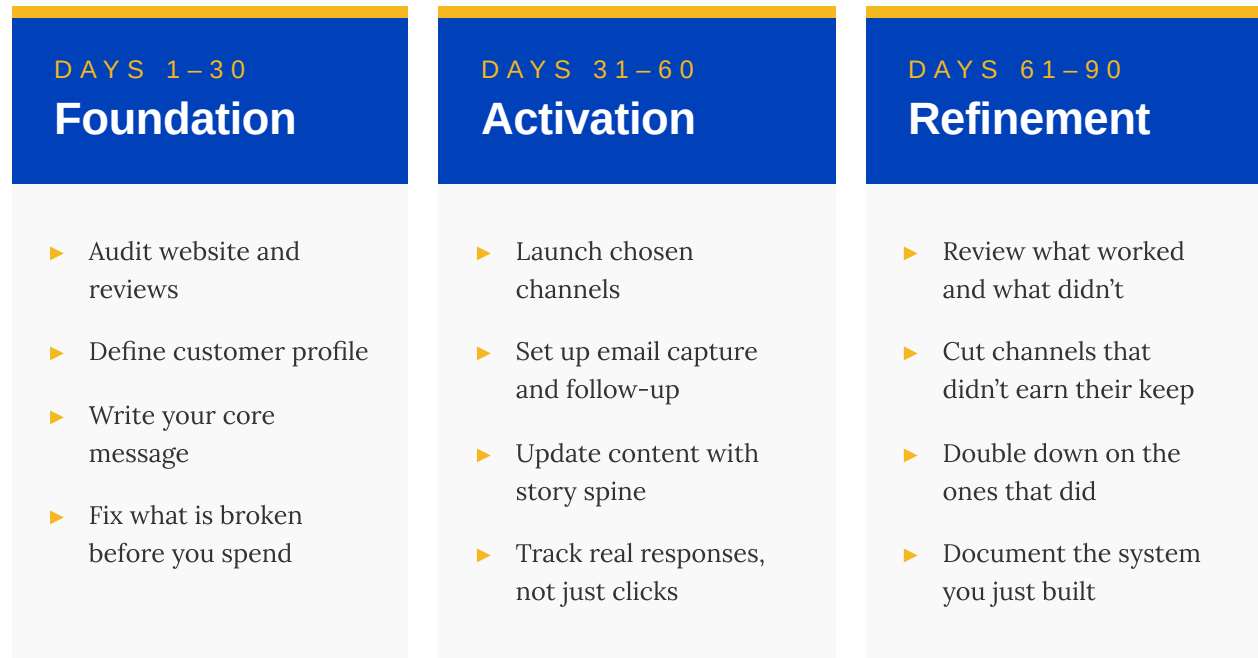 DAYS 1–30
Foundation
► Audit website and
reviews
► Define customer profile
► Write your core
message
► Fix what is broken
before you spend
DAYS 31–60
Activation
► Launch chosen
channels
► Set up email capture
and follow-up
► Update content with
story spine
► Track real responses,
not just clicks
DAYS 61–90
Refinement
► Review what worked
and what didn’t
► Cut channels that
didn’t earn their keep
► Double down on the
ones that did
► Document the system
you just built